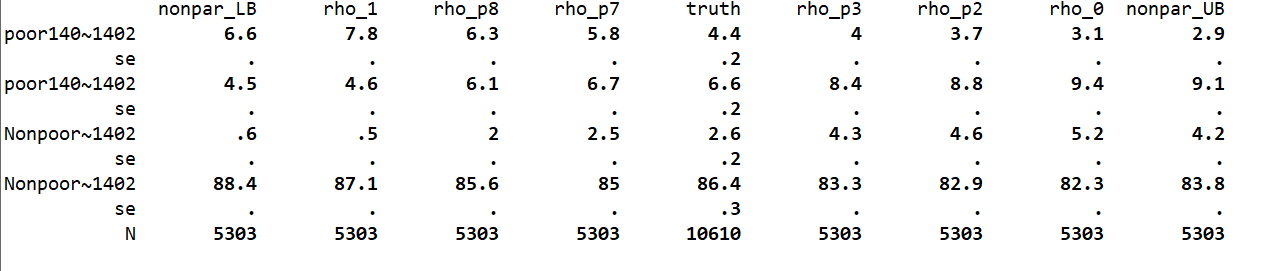 nonpar_LB rho_1 rho_p8 rho_p7 truth rho_p3 rho_p2 rho_0 nonpar_UB
poor140~1402 6.6 7.8 6.3 5.8 4.4 4 3.7 3.1 2.9
se . . . . .2 . . . .
poor140~1402 4.5 4.6 6.1 6.7 6.6 8.4 8.8 9.4 9.1
se . . . . .2 . . . .
Nonpoor~1402 .6 .5 2 2.5 2.6 4.3 4.6 5.2 4.2
se . . . . .2 . . . .
Nonpoor~1402 88.4 87.1 85.6 85 86.4 83.3 82.9 82.3 83.8
se . . . . .3 . . . .
N 5303 5303 5303 5303 10610 5303 5303 5303 5303